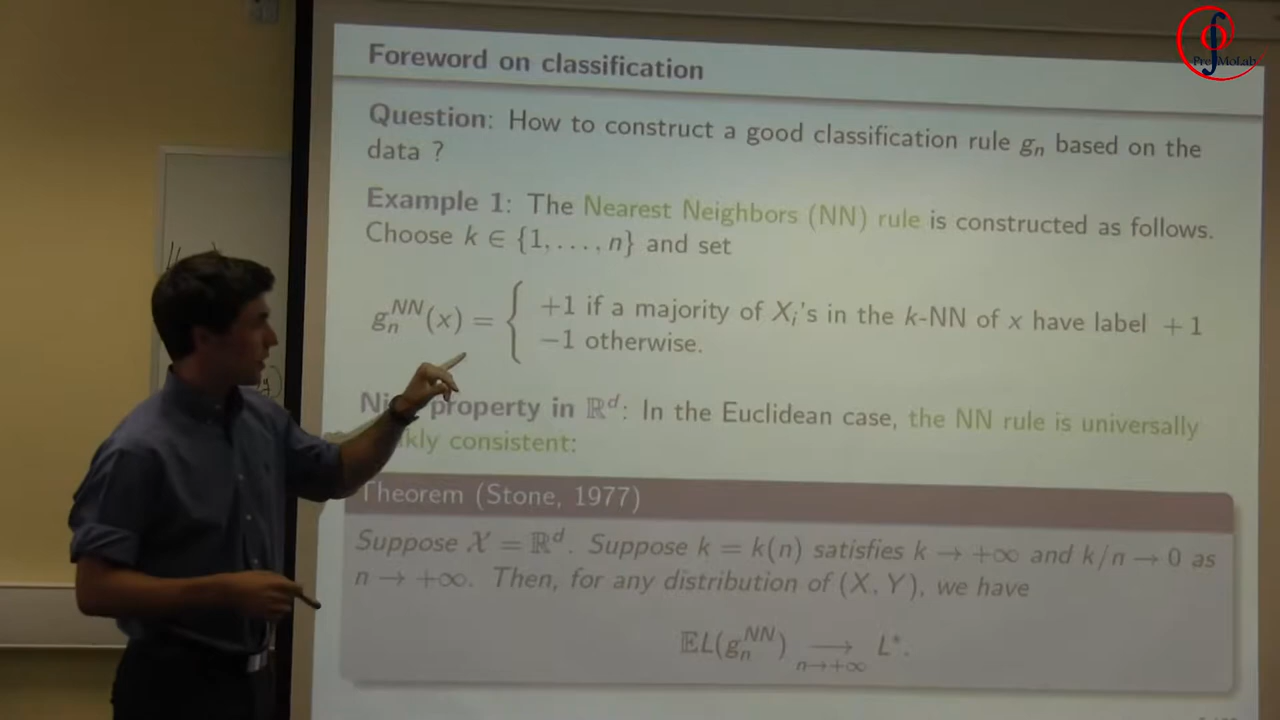 PreMoLab
Foreword on classification
Question: How to construct a good classification rule gₙ based on the
data ?
Example 1: The Nearest Neighbors (NN) rule is constructed as follows.
Choose k ∈ {1, . . . , n} and set
gₙᴺᴺ(x) = { +1 if a majority of Xᵢ's in the k-NN of x have label +1
−1 otherwise.
property in ℝᵈ: In the Euclidean case, the NN rule is universally
consistent:
Theorem (Stone, 1977)
Suppose 𝒳 = ℝᵈ. Suppose k = k(n) satisfies k → +∞ and k/n → 0 as
n → +∞. Then, for any distribution of (X, Y), we have
𝔼L(gₙᴺᴺ) ⟶ L*.
n→+∞